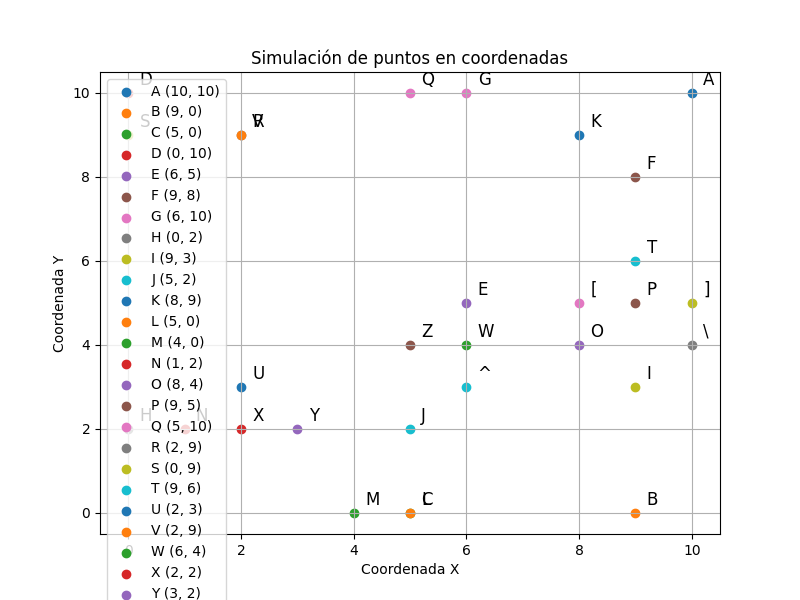 Simulación de puntos en coordenadas
D Q G A
S R K
F
T
E [ P ]
Z W O \
U ^ I
H N X Y J
M C B
A (10, 10)
B (9, 0)
C (5, 0)
D (0, 10)
E (6, 5)
F (9, 8)
G (6, 10)
H (0, 2)
I (9, 3)
J (5, 2)
K (8, 9)
L (5, 0)
M (4, 0)
N (1, 2)
O (8, 4)
P (9, 5)
Q (5, 10)
R (2, 9)
S (0, 9)
T (9, 6)
U (2, 3)
V (2, 9)
W (6, 4)
X (2, 2)
Y (3, 2)
10
8
6
4
2
0
Coordenada Y
0 2 4 6 8 10
Coordenada X